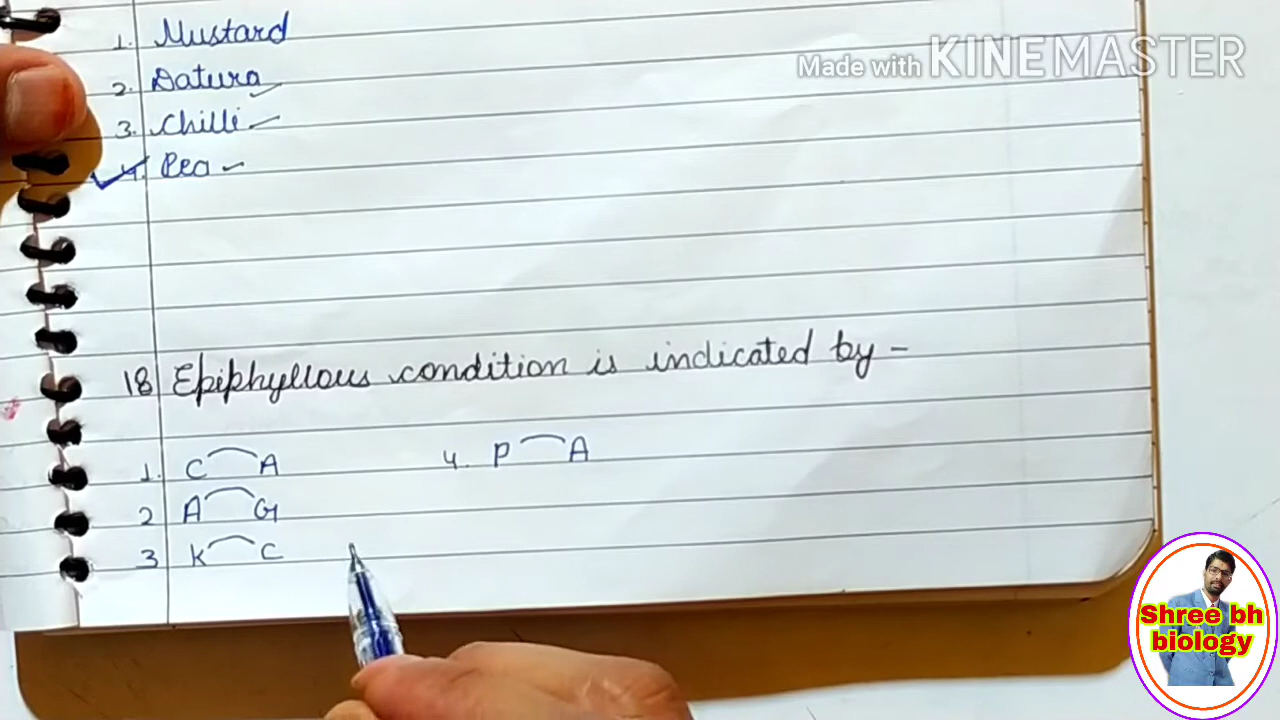 1. Mustard
2. Datura
3. Chilli
4. Pea
Made with KINEMASTER
18 Epiphyllous condition is indicated by -
1. C A
4. P A
2 A G
3 K C
Shree bh
biology